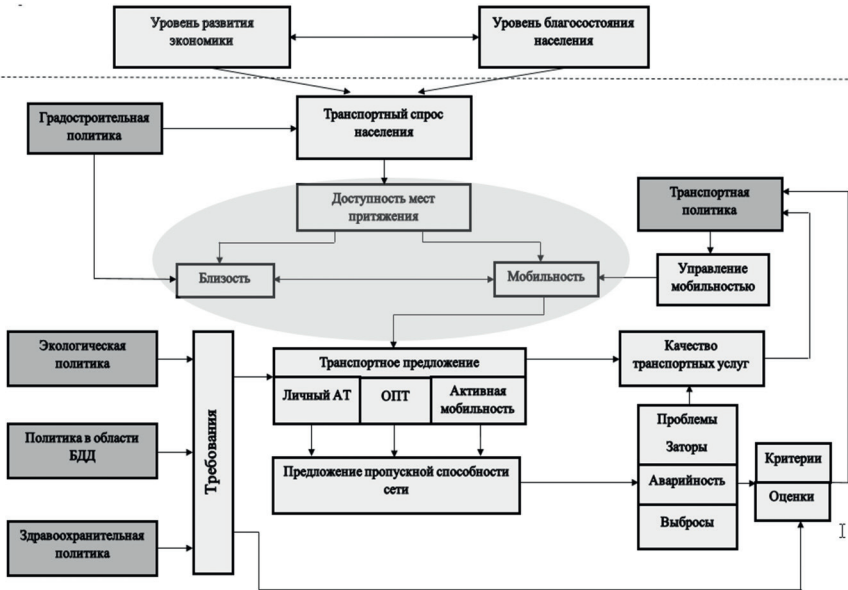 Уровень развития
экономики
Уровень благосостояния
населения
Транспортный спрос
населения
Градостроительная
политика
Доступность мест
притяжения
Транспортная
политика
Близость
Мобильность
Управление
мобильностью
Экологическая
политика
Требования
Транспортное предложение
Личный АТ
ОПТ
Активная
мобильность
Качество
транспортных услуг
Политика в области
БДД
Предложение пропускной способности
сети
Проблемы
Заторы
Аварийность
Выбросы
Критерии
Оценки
Здравоохранительная
политика